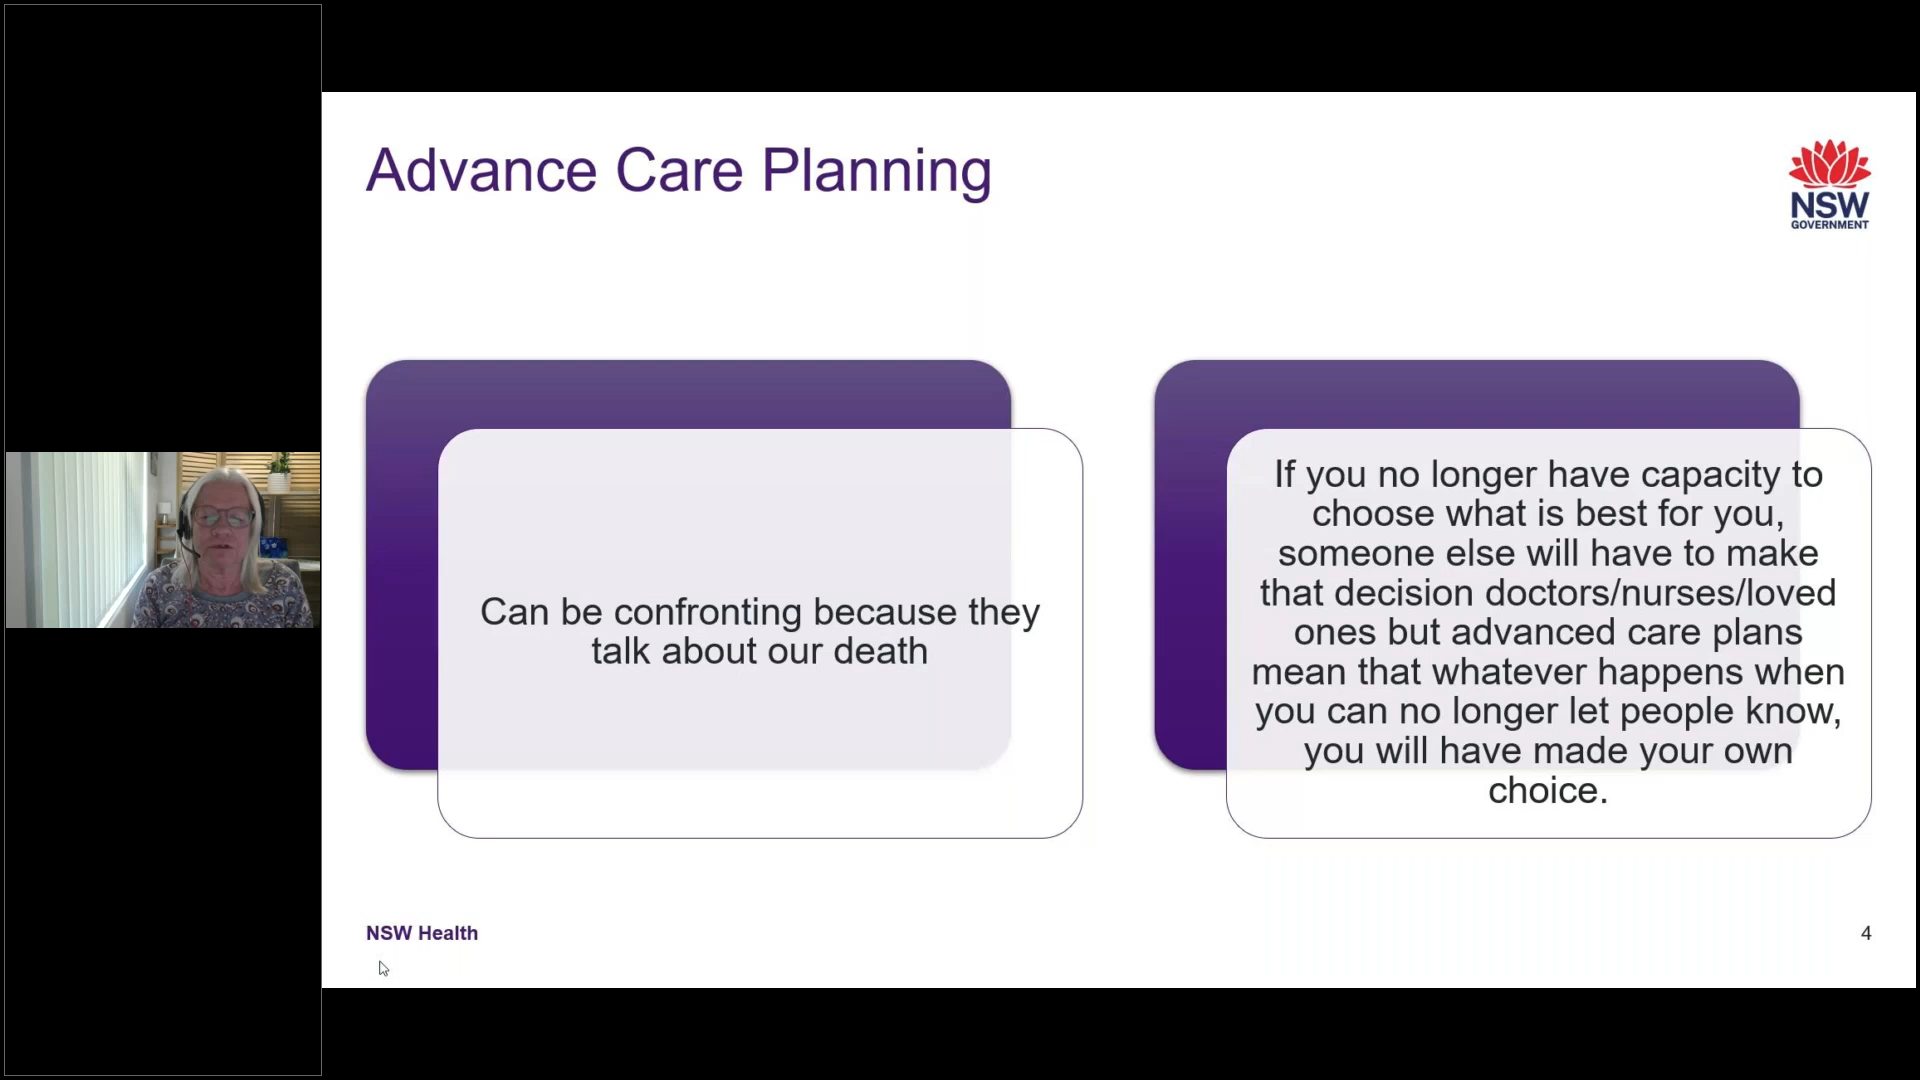 Advance Care Planning
NSW
GOVERNMENT
Can be confronting because they
talk about our death
If you no longer have capacity to
choose what is best for you,
someone else will have to make
that decision doctors/nurses/loved
ones but advanced care plans
mean that whatever happens when
you can no longer let people know,
you will have made your own
choice.
NSW Health
4